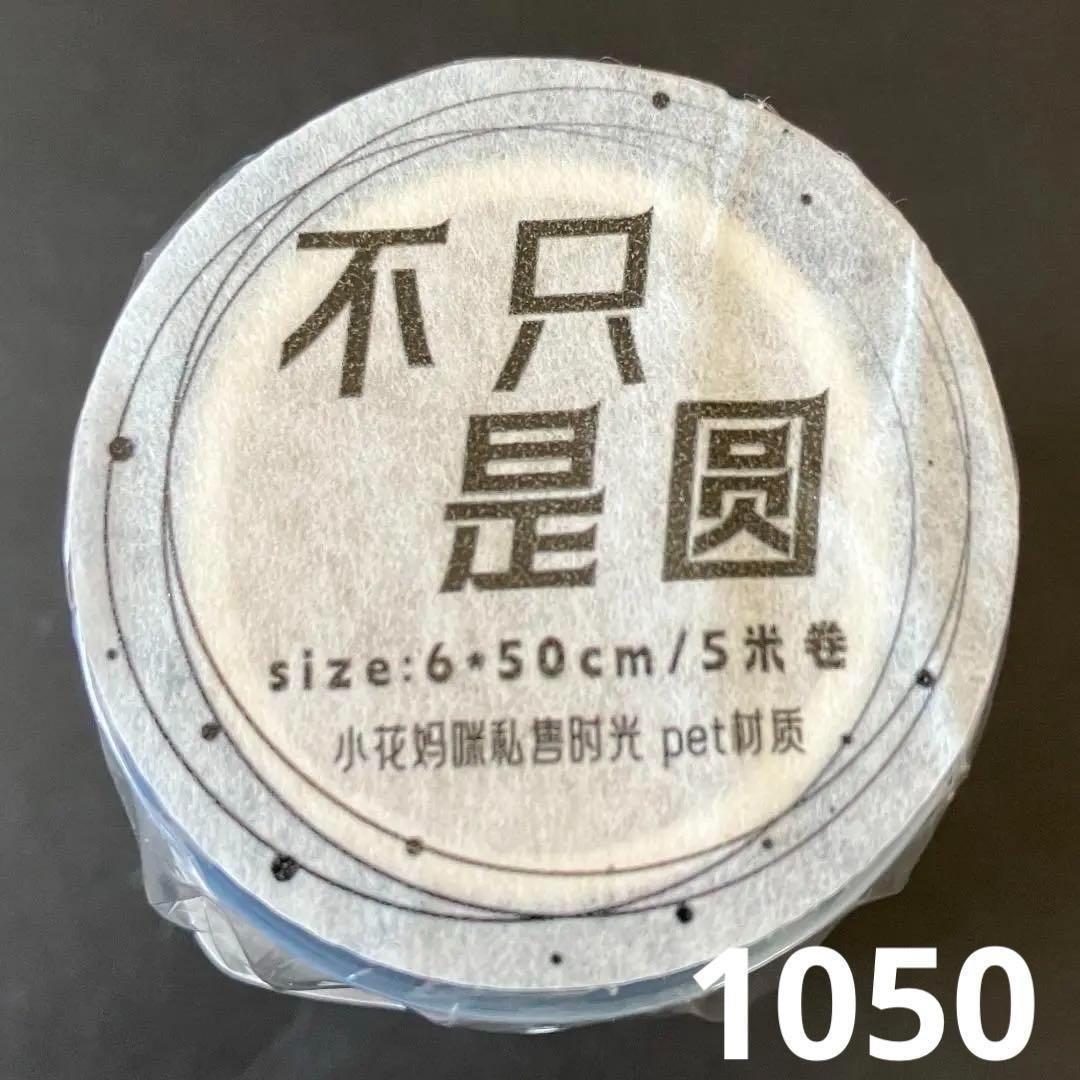 不只
是圆
size:6*50cm/5米卷
小花妈咪私售时光 pet材质
1050